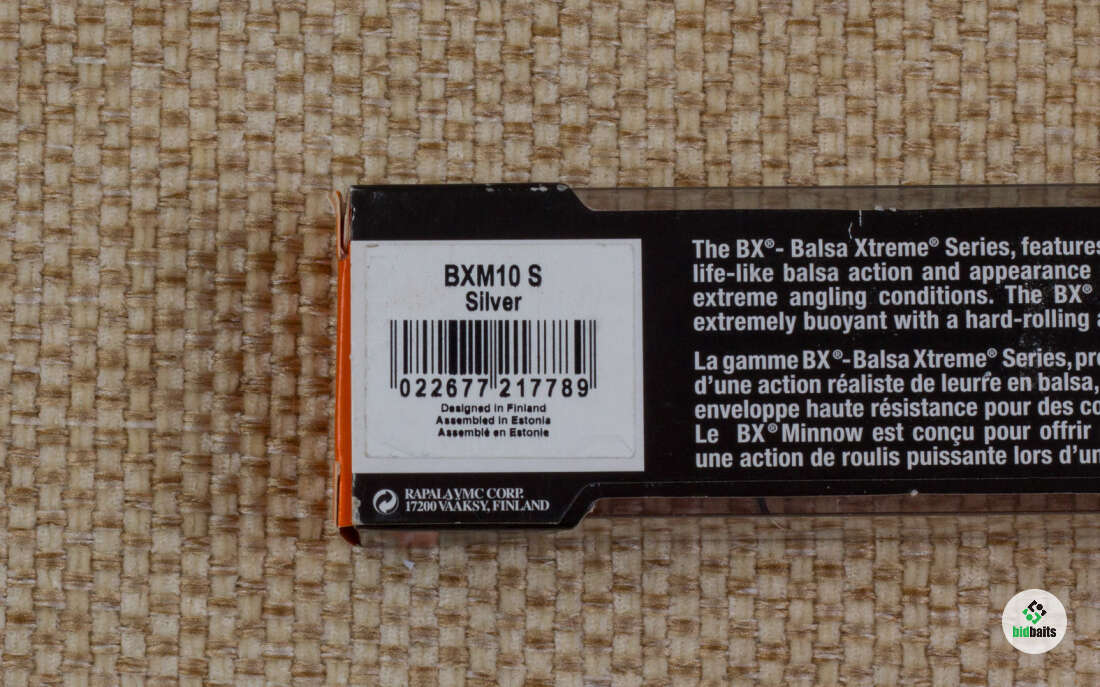 BXM10 S
Silver
022677 217789
Designed in Finland
Assembled in Estonia
Assemblé en Estonie
RAPALA VMC CORP.
17200 VÄÄKSY, FINLAND
The BX®- Balsa Xtreme® Series, features
life-like balsa action and appearance
extreme angling conditions. The BX®
extremely buoyant with a hard-rolling
La gamme BX®-Balsa Xtreme® Series,
d'une action réaliste de leurre en balsa,
enveloppe haute résistance pour des
Le BX® Minnow est conçu pour offrir
une action de roulis puissante lors d'un
bidbaits